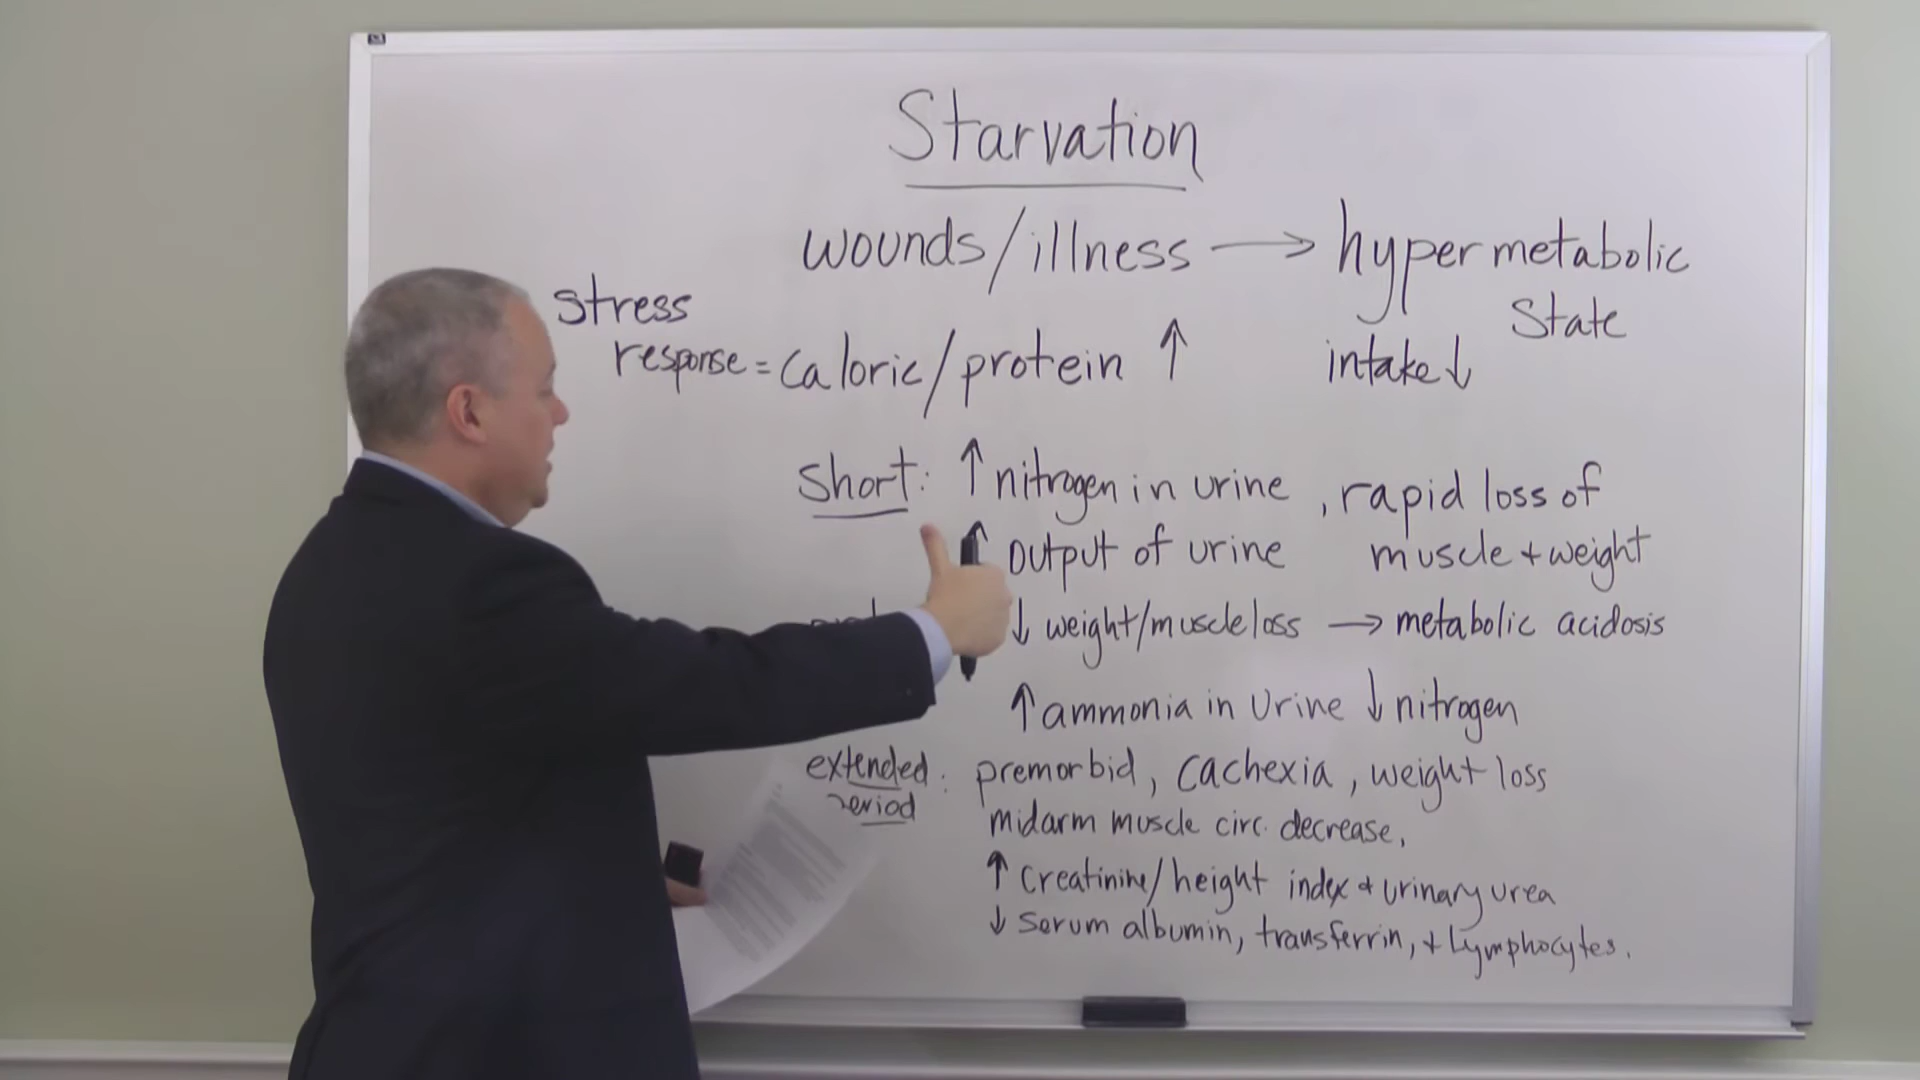 Starvation
wounds/illness → hypermetabolic
State
stress
response = caloric/protein ↑ intake ↓
Short: ↑ nitrogen in urine , rapid loss of
↑ output of urine muscle + weight
↓ weight/muscle loss → metabolic acidosis
↑ ammonia in urine ↓ nitrogen
extended : premorbid, cachexia, weight loss
period
midarm muscle circ. decrease,
↑ creatinine/height index + urinary urea
↓ serum albumin, transferrin, + lymphocytes.